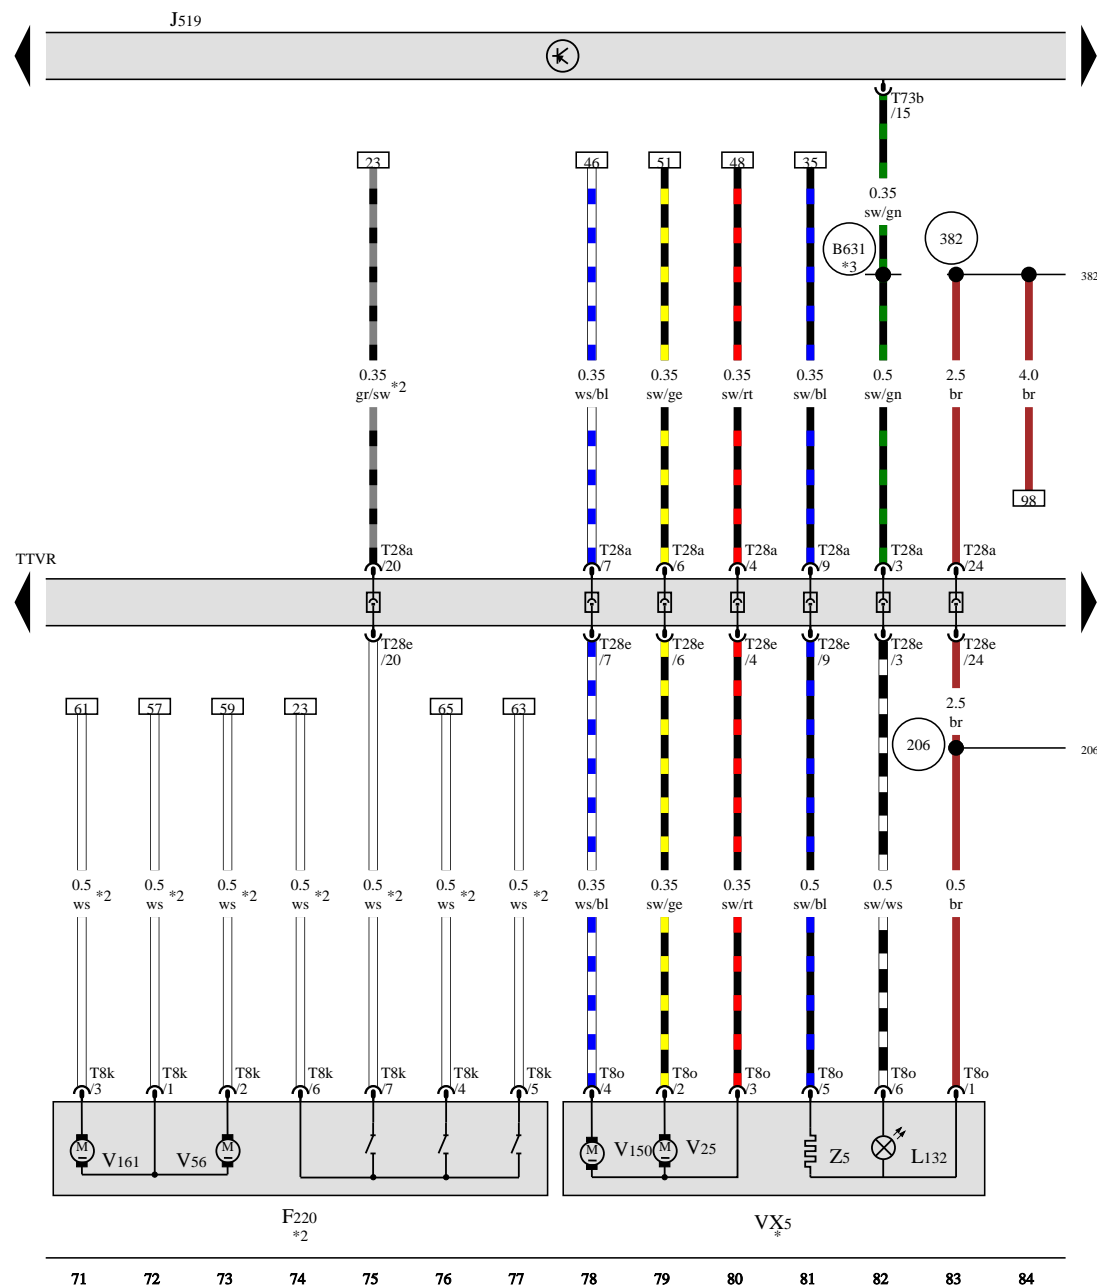 J519
T73b
/15
23
46
51
48
35
0.35
sw/gn
B631
*3
382
382
0.35
gr/sw *2
0.35
ws/bl
0.35
sw/ge
0.35
sw/rt
0.35
sw/bl
0.5
sw/gn
2.5
br
4.0
br
98
TTVR
T28a
/20
T28a
/7
T28a
/6
T28a
/4
T28a
/9
T28a
/3
T28a
/24
T28e
/20
T28e
/7
T28e
/6
T28e
/4
T28e
/9
T28e
/3
T28e
/24
61
57
59
23
65
63
2.5
br
206
206
0.5
ws *2
0.5
ws *2
0.5
ws *2
0.5
ws *2
0.5
ws *2
0.5
ws *2
0.5
ws *2
0.35
ws/bl
0.35
sw/ge
0.35
sw/rt
0.5
sw/bl
0.5
sw/ws
0.5
br
T8k
/3
T8k
/1
T8k
/2
T8k
/6
T8k
/7
T8k
/4
T8k
/5
T8o
/4
T8o
/2
T8o
/3
T8o
/5
T8o
/6
T8o
/1
M
V161
V56
M
M
V150
M
V25
Z5
L132
F220
*2
VX5
*
71 72 73 74 75 76 77 78 79 80 81 82 83 84